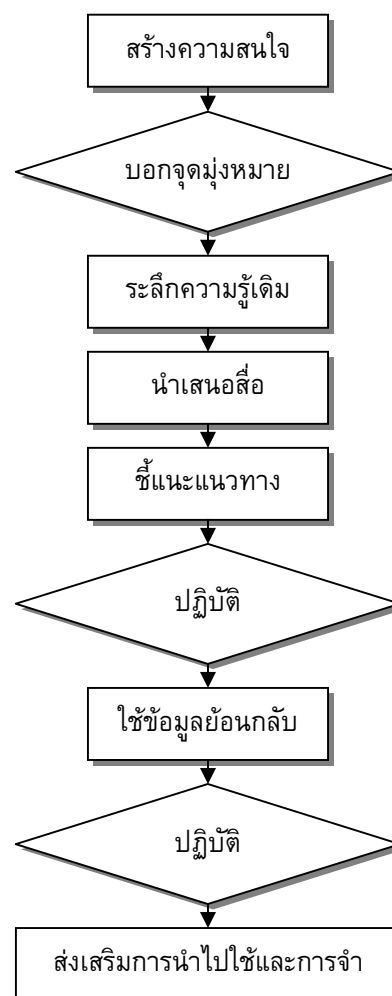 สร้างความสนใจ
บอกจุดมุ่งหมาย
ระลึกความรู้เดิม
นำเสนอสื่อ
ชี้แนะแนวทาง
ปฏิบัติ
ใช้ข้อมูลย้อนกลับ
ปฏิบัติ
ส่งเสริมการนำไปใช้และการจำ